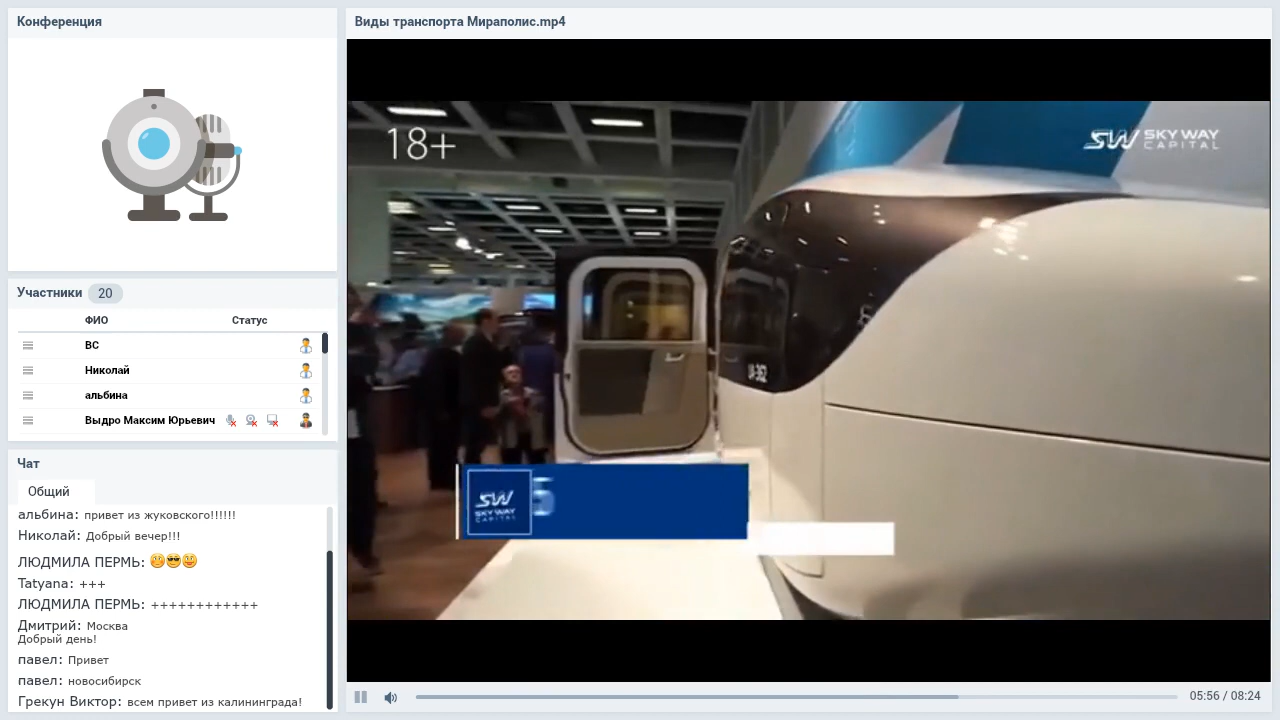 Конференция
Участники 20
ФИО Статус
ВС
Николай
альбина
Выдро Максим Юрьевич
Чат
Общий
альбина: привет из жуковского!!!!!!
Николай: Добрый вечер!!!
ЛЮДМИЛА ПЕРМЬ:
Tatyana: +++
ЛЮДМИЛА ПЕРМЬ: ++++++++++++
Дмитрий: Москва
Добрый день!
павел: Привет
павел: новосибирск
Грекун Виктор: всем привет из калининграда!
Виды транспорта Мираполис.mp4
18+
SW SKY WAY
CAPITAL
U4-362
SW
SKY WAY
CAPITAL
05:56 / 08:24